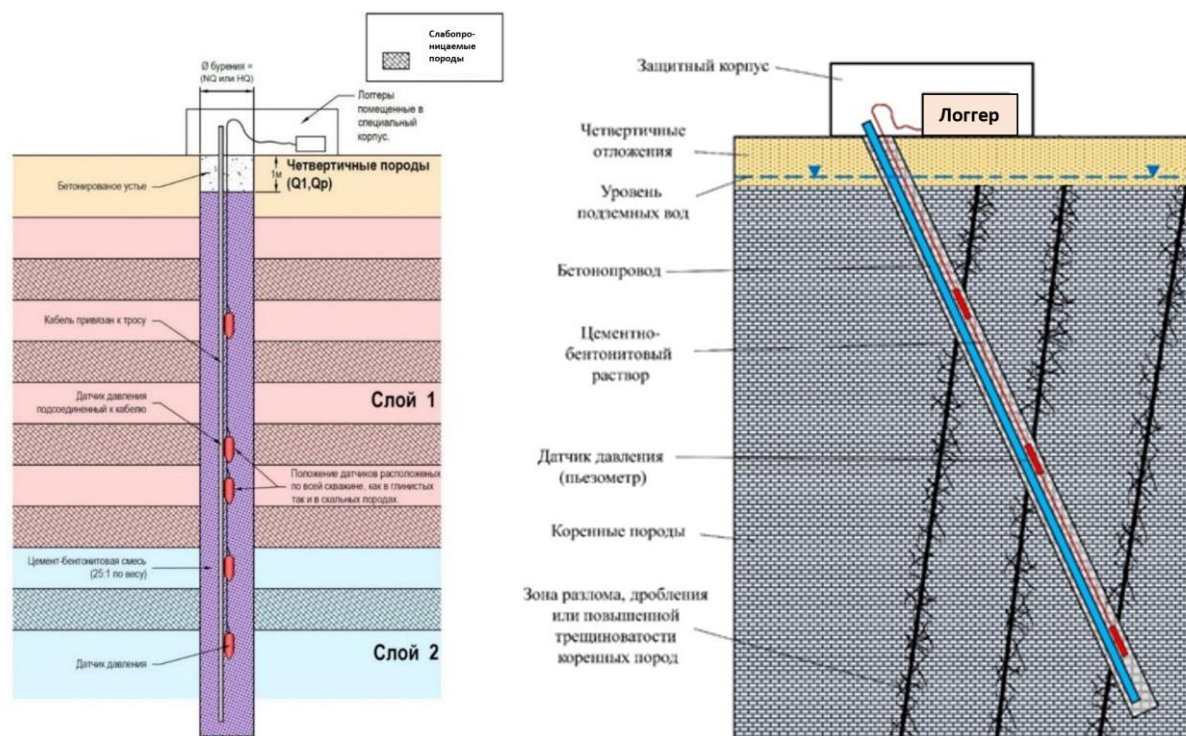 Слабопро-
ницаемые
породы
Ø бурения =
(NQ или HQ)
Логгеры
помещенные в
специальный
корпус.
Бетонированое устье
1м
Четвертичные породы
(Q1,Qp)
Кабель привязан к тросу
Слой 1
Датчик давления
подсоединенный к кабелю
Положение датчиков расположеных
по всей скважине, как в глинистых
так и в скальных породах.
Цемент-бентонитовая смесь
(25:1 по весу)
Слой 2
Датчик давления
Защитный корпус
Логгер
Четвертичные
отложения
Уровень
подземных вод
Бетонопровод
Цементно-
бентонитовый
раствор
Датчик давления
(пьезометр)
Коренные породы
Зона разлома, дробления
или повышенной
трещиноватости
коренных пород